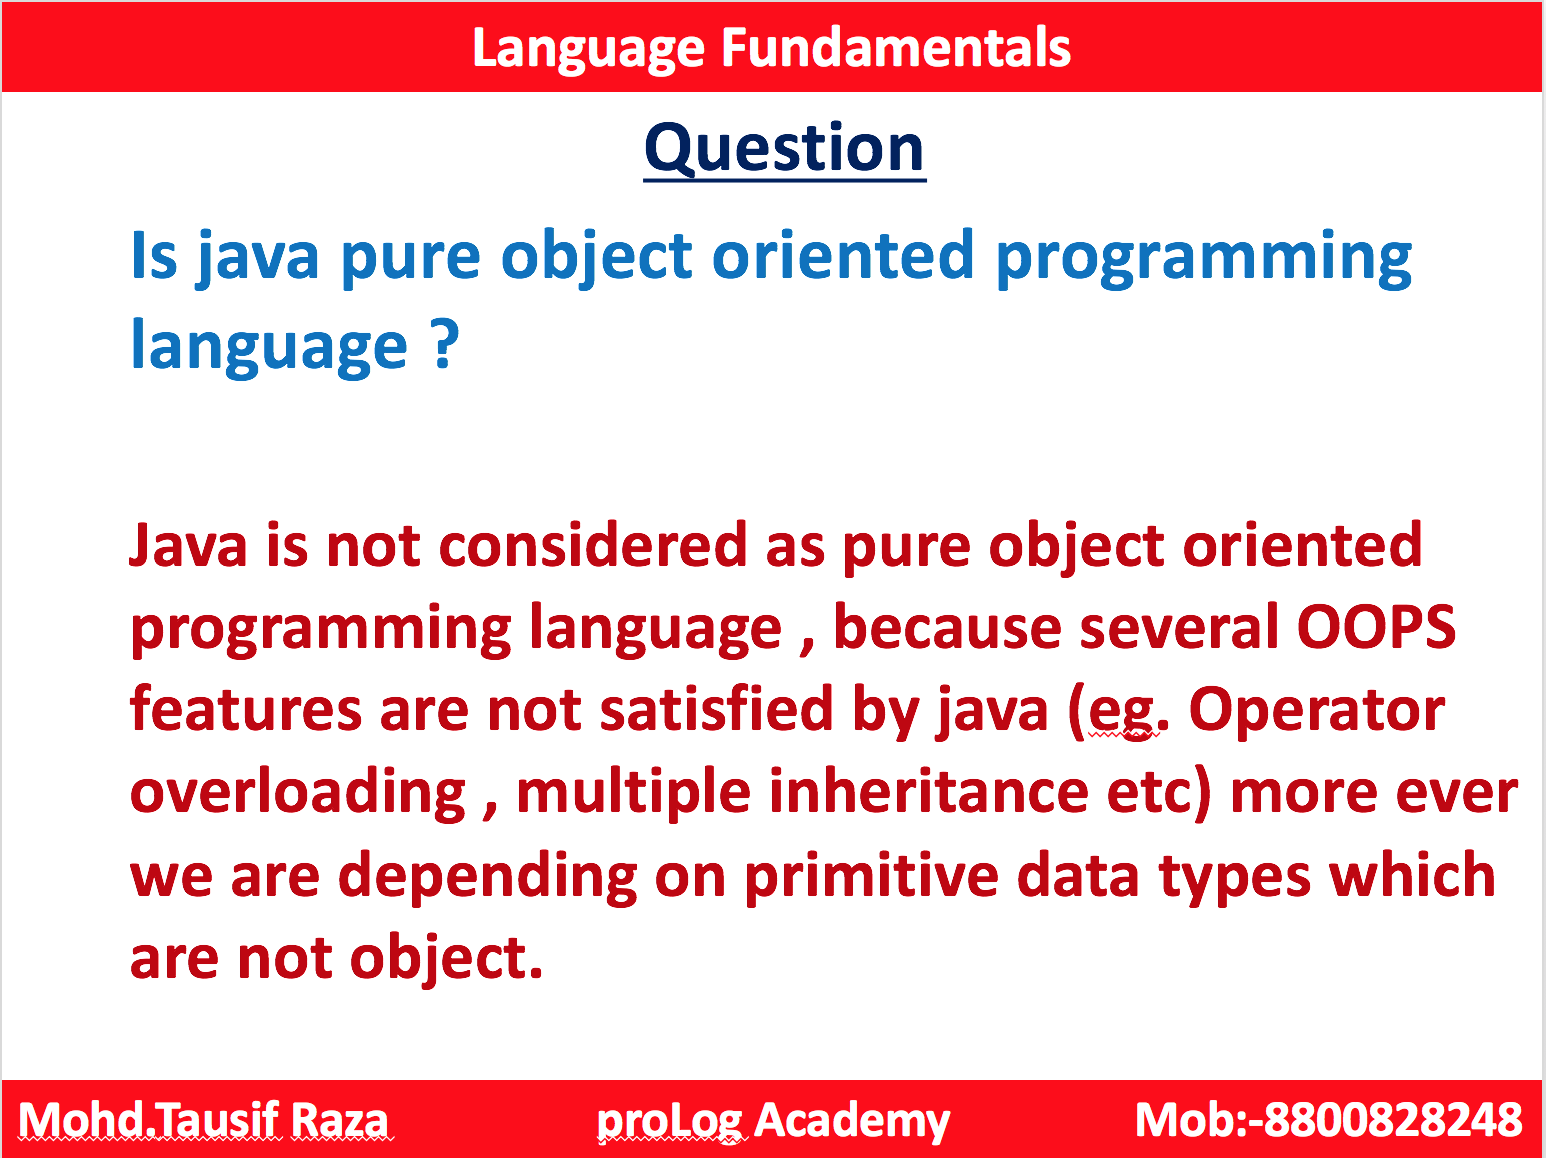 Language Fundamentals
Question
Is java pure object oriented programming
language ?
Java is not considered as pure object oriented
programming language , because several OOPS
features are not satisfied by java (eg. Operator
overloading , multiple inheritance etc) more ever
we are depending on primitive data types which
are not object.
Mohd.Tausif Raza proLog Academy Mob:-8800828248